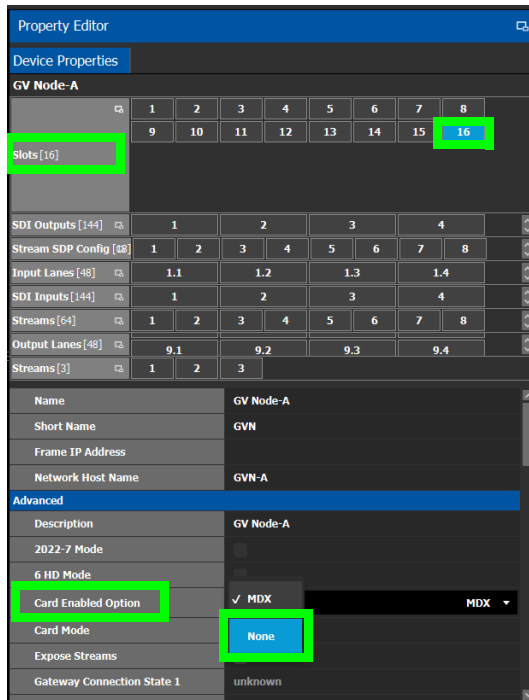 Property Editor
Device Properties
GV Node-A
1 2 3 4 5 6 7 8
9 10 11 12 13 14 15 16
Slots [16]
SDI Outputs [144] 1 2 3 4
Stream SDP Config [48] 1 2 3 4 5 6 7 8
Input Lanes [48] 1.1 1.2 1.3 1.4
SDI Inputs [144] 1 2 3 4
Streams [64] 1 2 3 4 5 6 7 8
Output Lanes [48] 9.1 9.2 9.3 9.4
Streams [3] 1 2 3
Name GV Node-A
Short Name GVN
Frame IP Address
Network Host Name GVN-A
Advanced
Description GV Node-A
2022-7 Mode
6 HD Mode
Card Enabled Option ✓ MDX MDX
Card Mode None
Expose Streams
Gateway Connection State 1 unknown